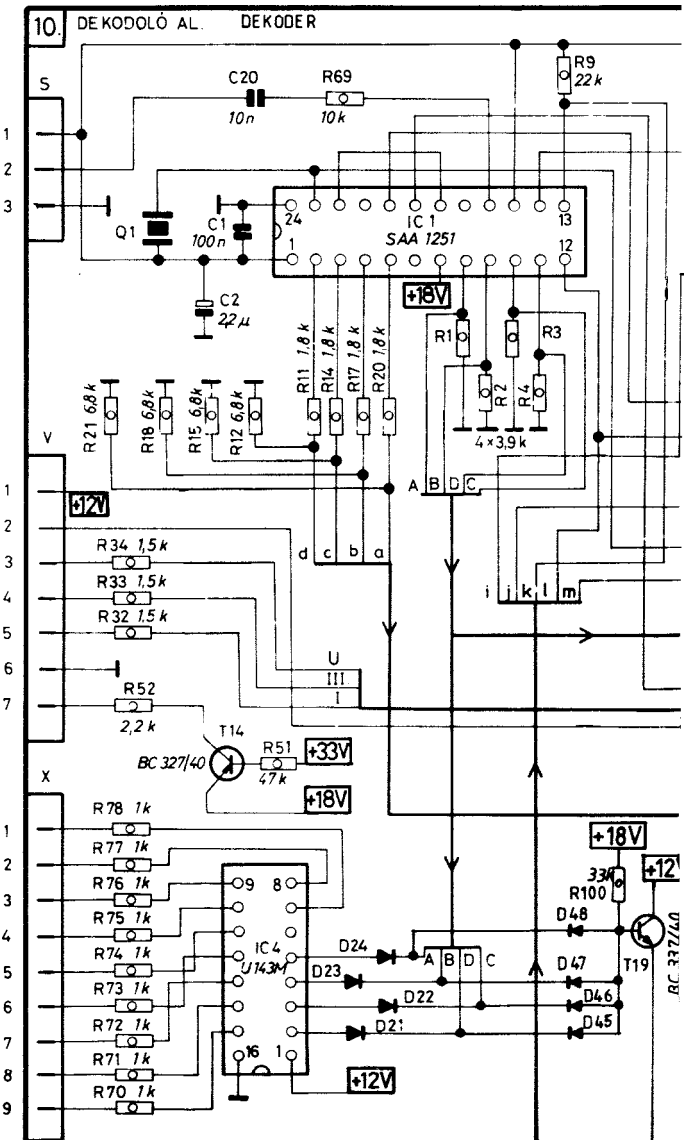 10. DEKODOLÓ AL. DEKODER
S
1
2
3
C20
10n
R69
10k
R9
22k
Q1
C1
100n
C2
2,2µ
24
13
IC1
SAA 1251
1
12
+18V
R11 1,8k
R14 1,8k
R17 1,8k
R20 1,8k
R1
R2
R3
R4
4×3,9k
R21 6,8k
R18 6,8k
R15 6,8k
R12 6,8k
V
1
2
3
4
5
6
7
+12V
R34 1,5k
R33 1,5k
R32 1.5k
d c b a
A B D C
i j k l m
U
III
I
R52
2,2k
T14
BC 327/40
R51
47k
+33V
+18V
X
1
2
3
4
5
6
7
8
9
R78 1k
R77 1k
R76 1k
R75 1k
R74 1k
R73 1k
R72 1k
R71 1k
R70 1k
9
8
IC4
U143M
16
1
+12V
D24
D23
D22
D21
A B D C
+18V
33k
R100
+12V
D48
D47
D46
D45
T19
BC 337/40